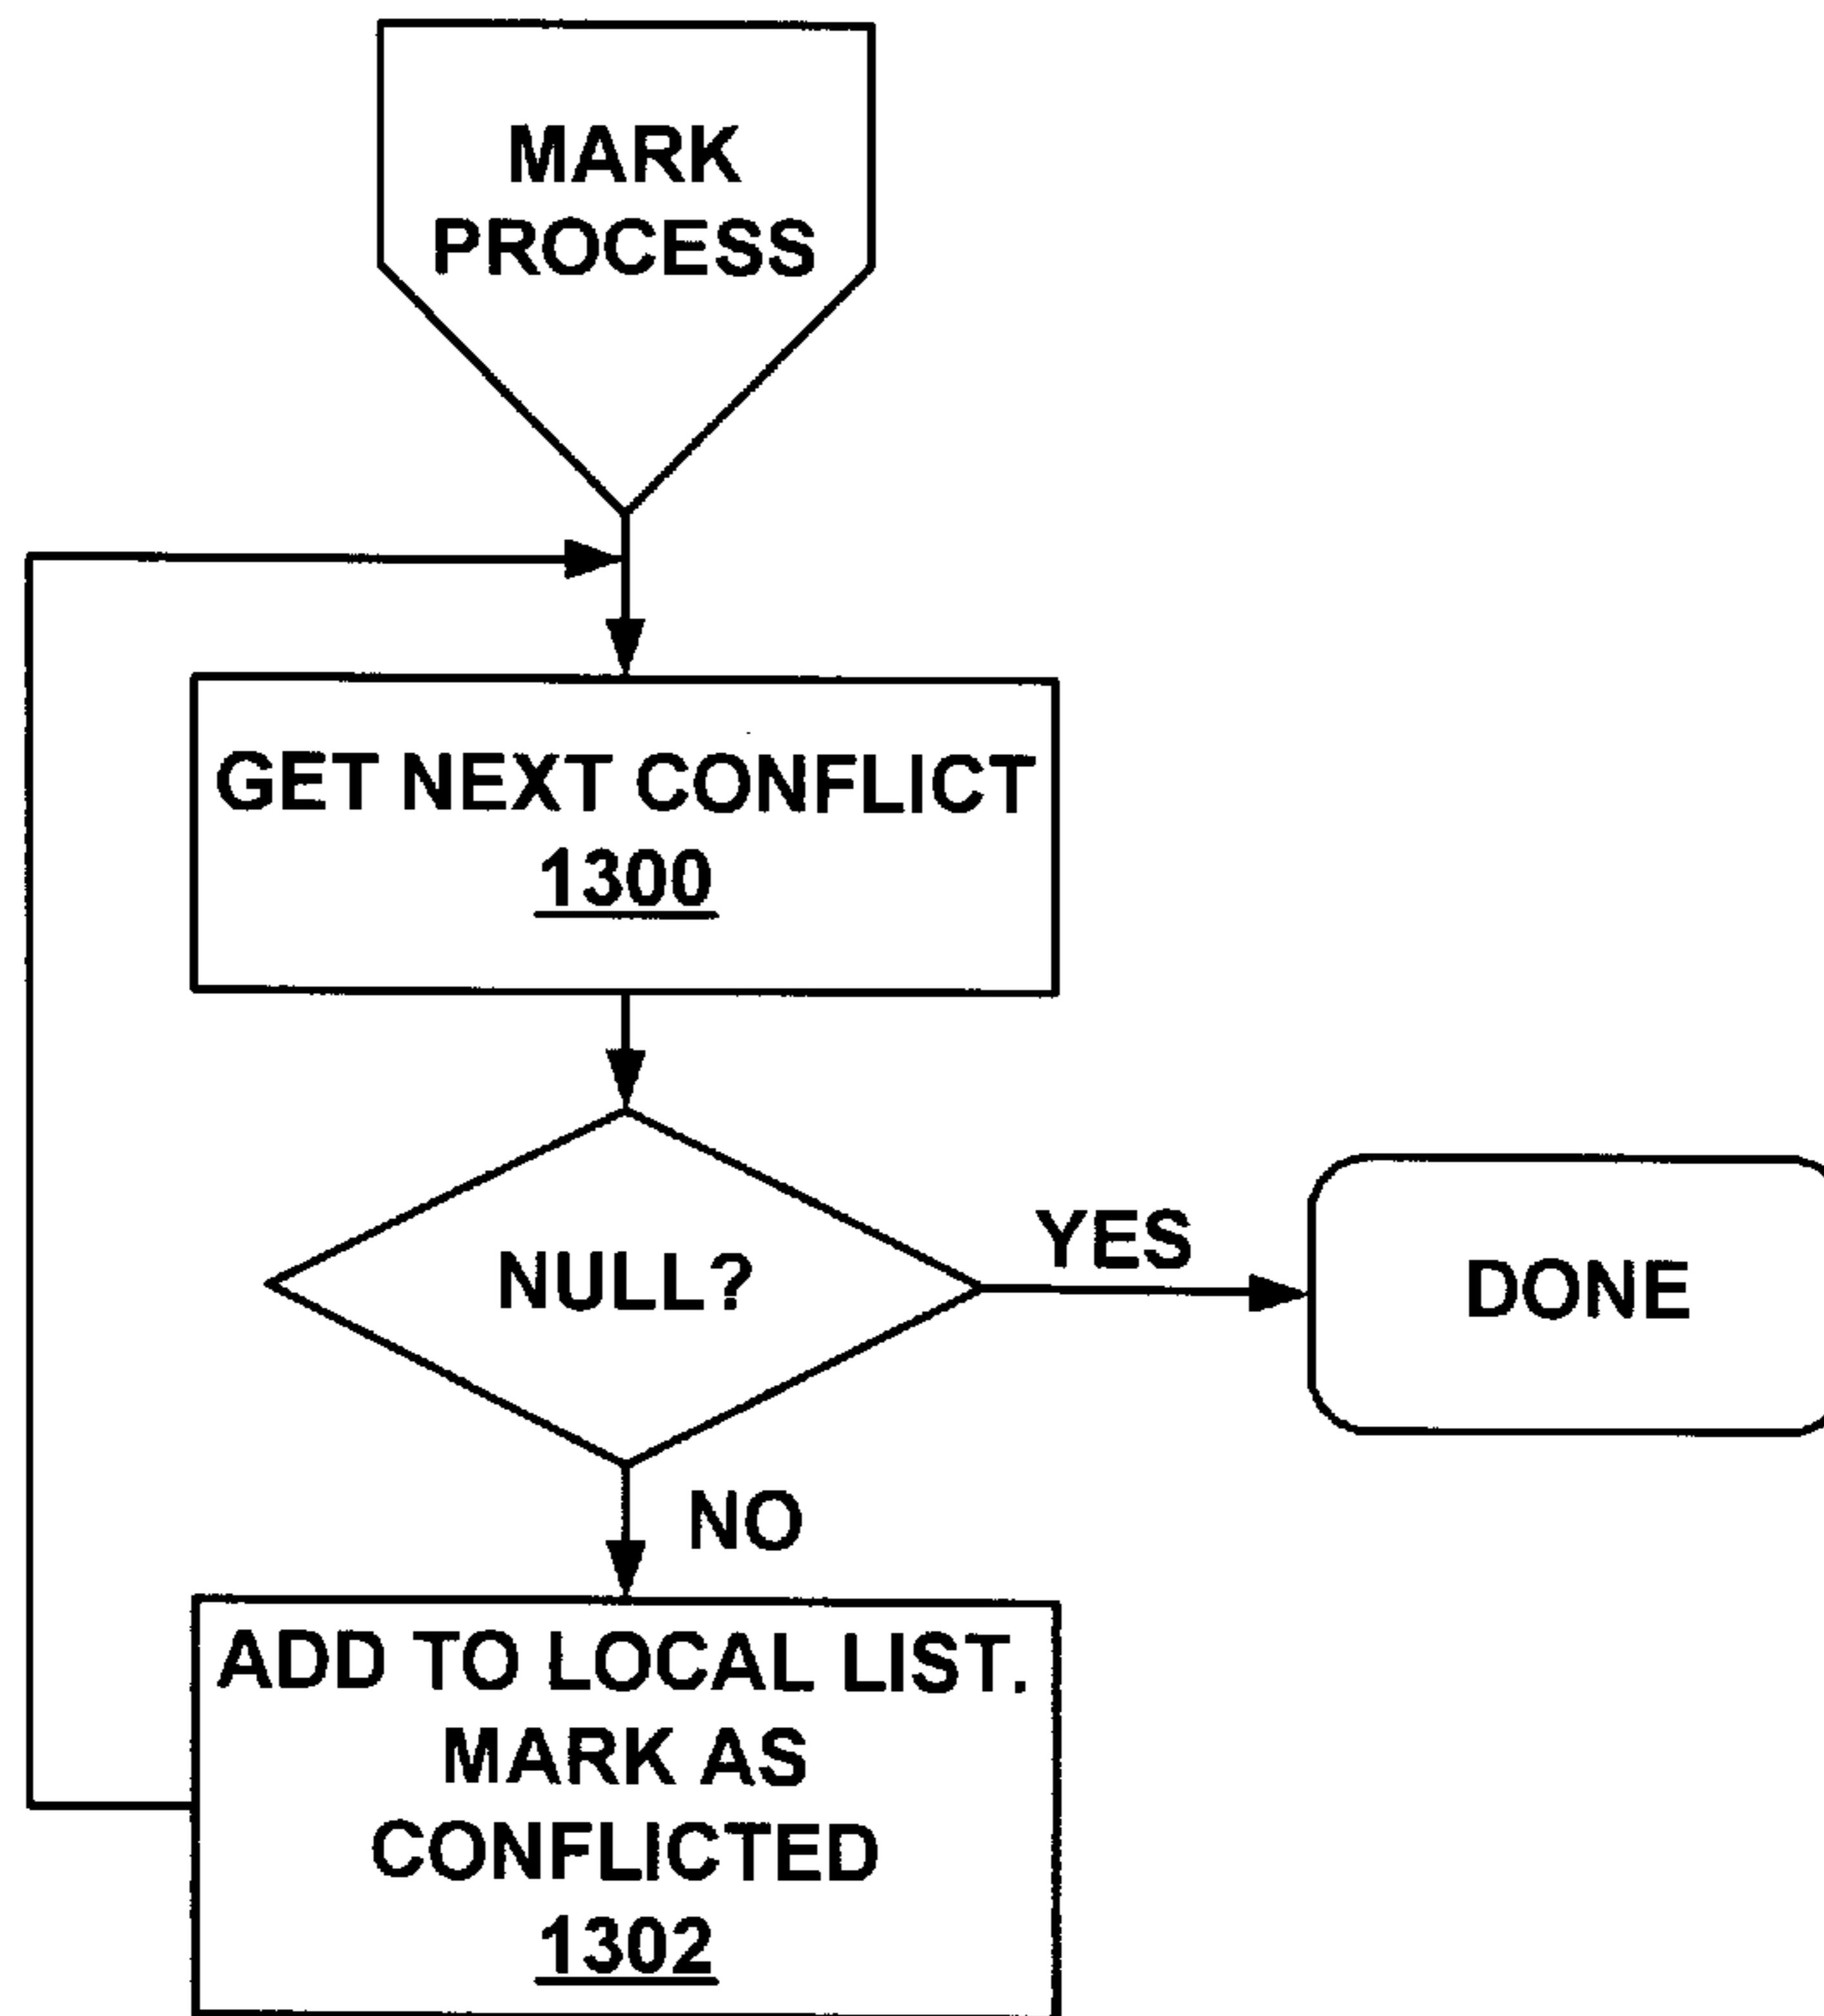 MARK
PROCESS
GET NEXT CONFLICT
1300
NULL?
YES
DONE
NO
ADD TO LOCAL LIST.
MARK AS
CONFLICTED
1302